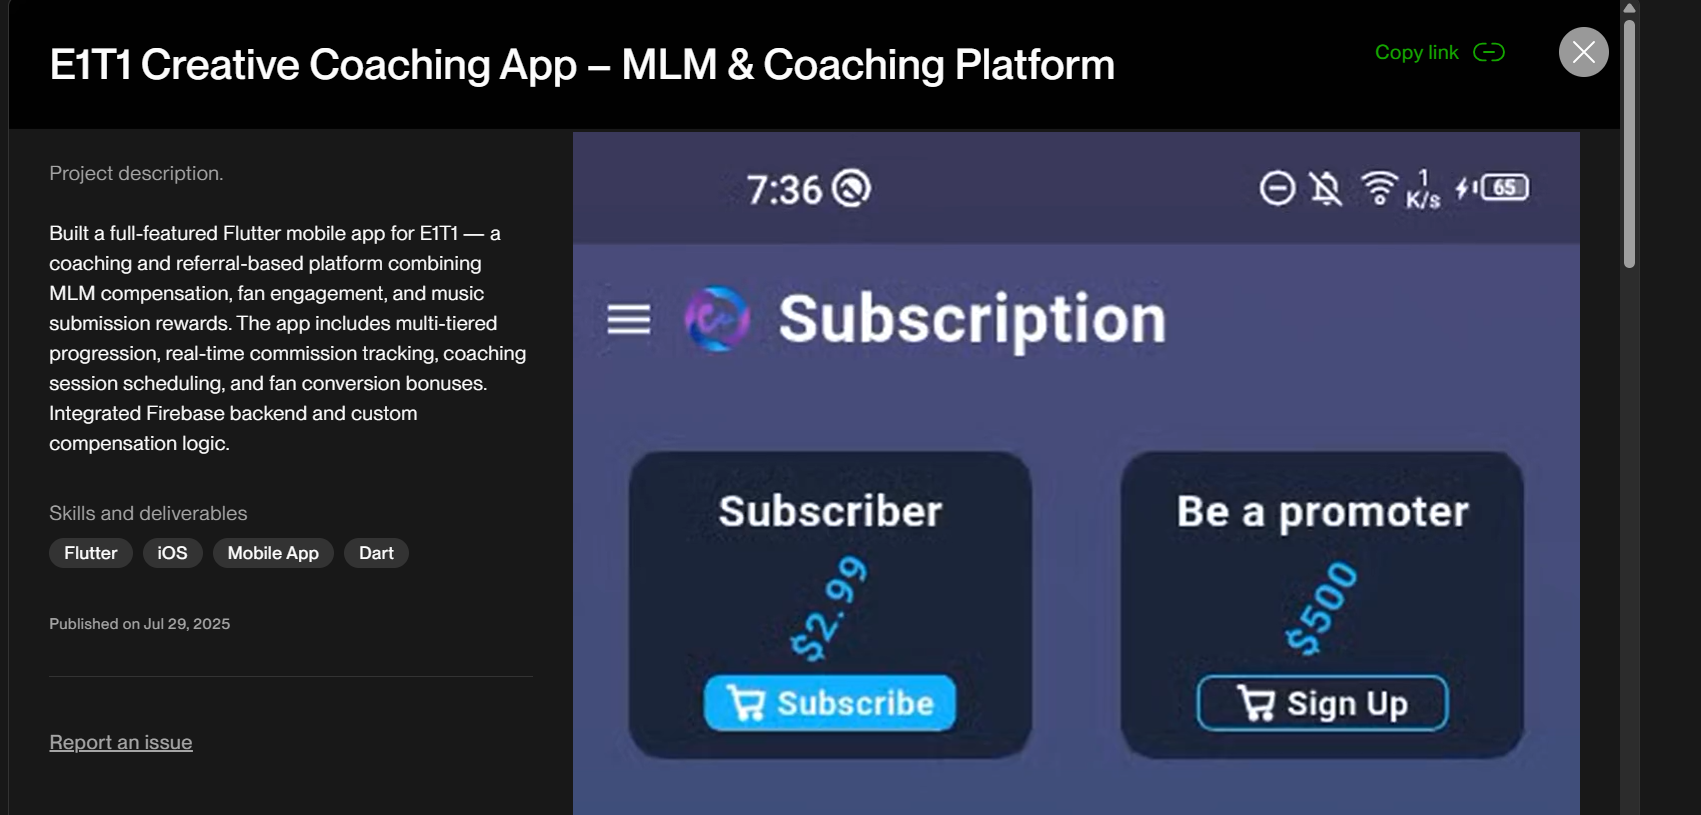 E1T1 Creative Coaching App – MLM & Coaching Platform
Copy link
Project description.
Built a full-featured Flutter mobile app for E1T1 — a
coaching and referral-based platform combining
MLM compensation, fan engagement, and music
submission rewards. The app includes multi-tiered
progression, real-time commission tracking, coaching
session scheduling, and fan conversion bonuses.
Integrated Firebase backend and custom
compensation logic.
Skills and deliverables
Flutter iOS Mobile App Dart
Published on Jul 29, 2025
Report an issue
7:36 1 K/s 65
Subscription
Subscriber
$2.99
Subscribe
Be a promoter
$500
Sign Up